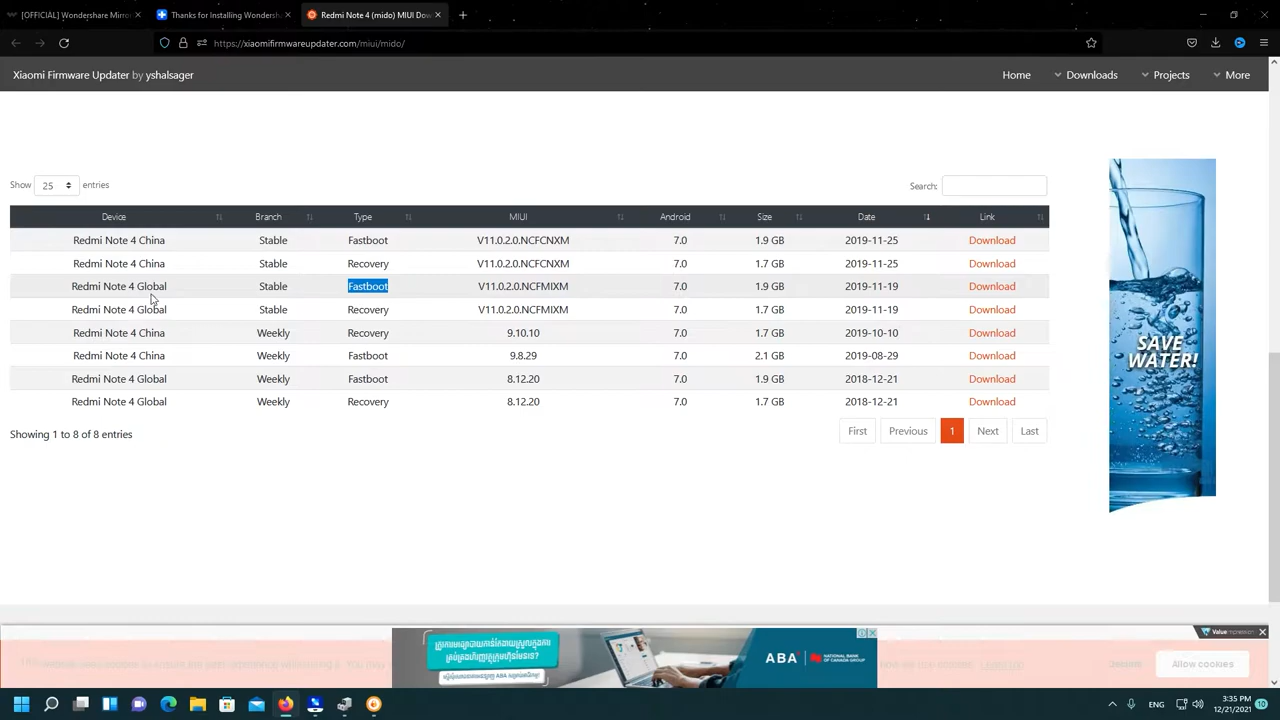 [OFFICIAL] Wondershare Mirro
Thanks for Installing Wondersha
Redmi Note 4 (mido) MIUI Dow
https://xiaomifirmwareupdater.com/miui/mido/
Xiaomi Firmware Updater by yshalsager
Home
Downloads
Projects
More
Show 25 entries
Search:
Device Branch Type MIUI Android Size Date Link
Redmi Note 4 China Stable Fastboot V11.0.2.0.NCFCNXM 7.0 1.9 GB 2019-11-25 Download
Redmi Note 4 China Stable Recovery V11.0.2.0.NCFCNXM 7.0 1.7 GB 2019-11-25 Download
Redmi Note 4 Global Stable Fastboot V11.0.2.0.NCFMIXM 7.0 1.9 GB 2019-11-19 Download
Redmi Note 4 Global Stable Recovery V11.0.2.0.NCFMIXM 7.0 1.7 GB 2019-11-19 Download
Redmi Note 4 China Weekly Recovery 9.10.10 7.0 1.7 GB 2019-10-10 Download
Redmi Note 4 China Weekly Fastboot 9.8.29 7.0 2.1 GB 2019-08-29 Download
Redmi Note 4 Global Weekly Fastboot 8.12.20 7.0 1.9 GB 2018-12-21 Download
Redmi Note 4 Global Weekly Recovery 8.12.20 7.0 1.7 GB 2018-12-21 Download
Showing 1 to 8 of 8 entries
First Previous 1 Next Last
SAVE
WATER!
ABA
NATIONAL BANK
OF CANADA GROUP
Allow cookies
ENG
3:35 PM
12/21/2021
10